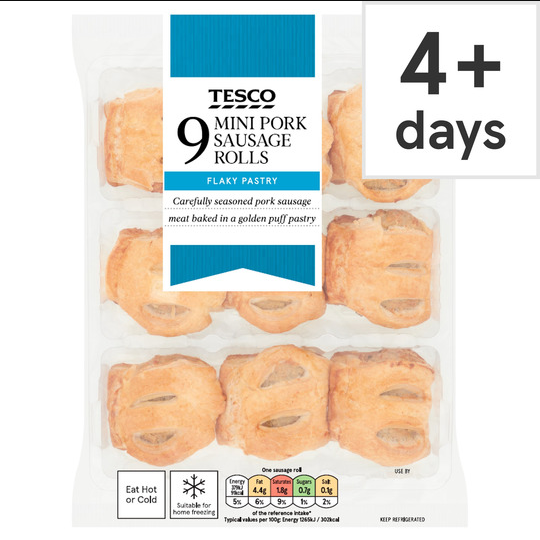 4+
days
TESCO
9 MINI PORK
SAUSAGE
ROLLS
FLAKY PASTRY
Carefully seasoned pork sausage
meat baked in a golden puff pastry
Eat Hot
or Cold
Suitable for
home freezing
One sausage roll
Energy Fat Saturates Sugars Salt
379kJ
91kcal 4.4g 1.8g 0.7g 0.1g
5% 6% 9% 1% 2%
of the reference intake*
Typical values per 100g: Energy 1265kJ / 302kcal
USE BY
KEEP REFRIGERATED